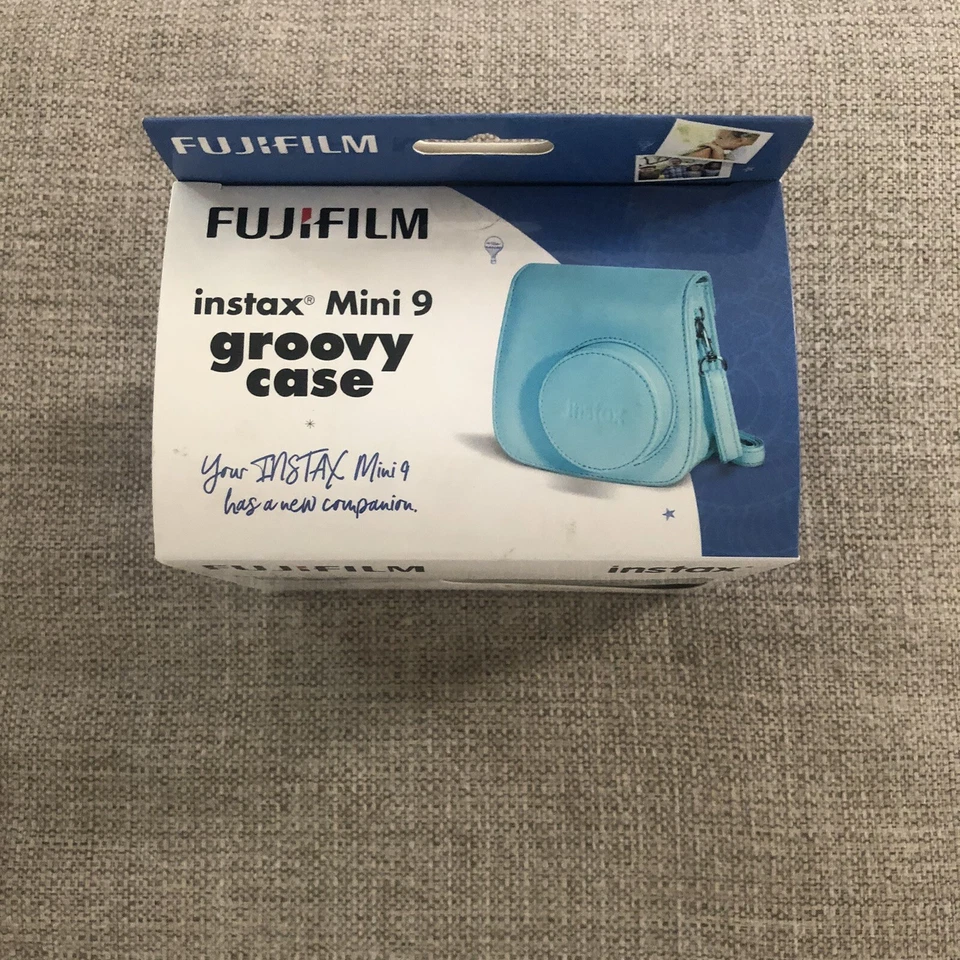 FUJIFILM
FUJIFILM
instax® Mini 9
groovy
case
*
Your INSTAX Mini 9
has a new companion.
instax
FUJIFILM
instax